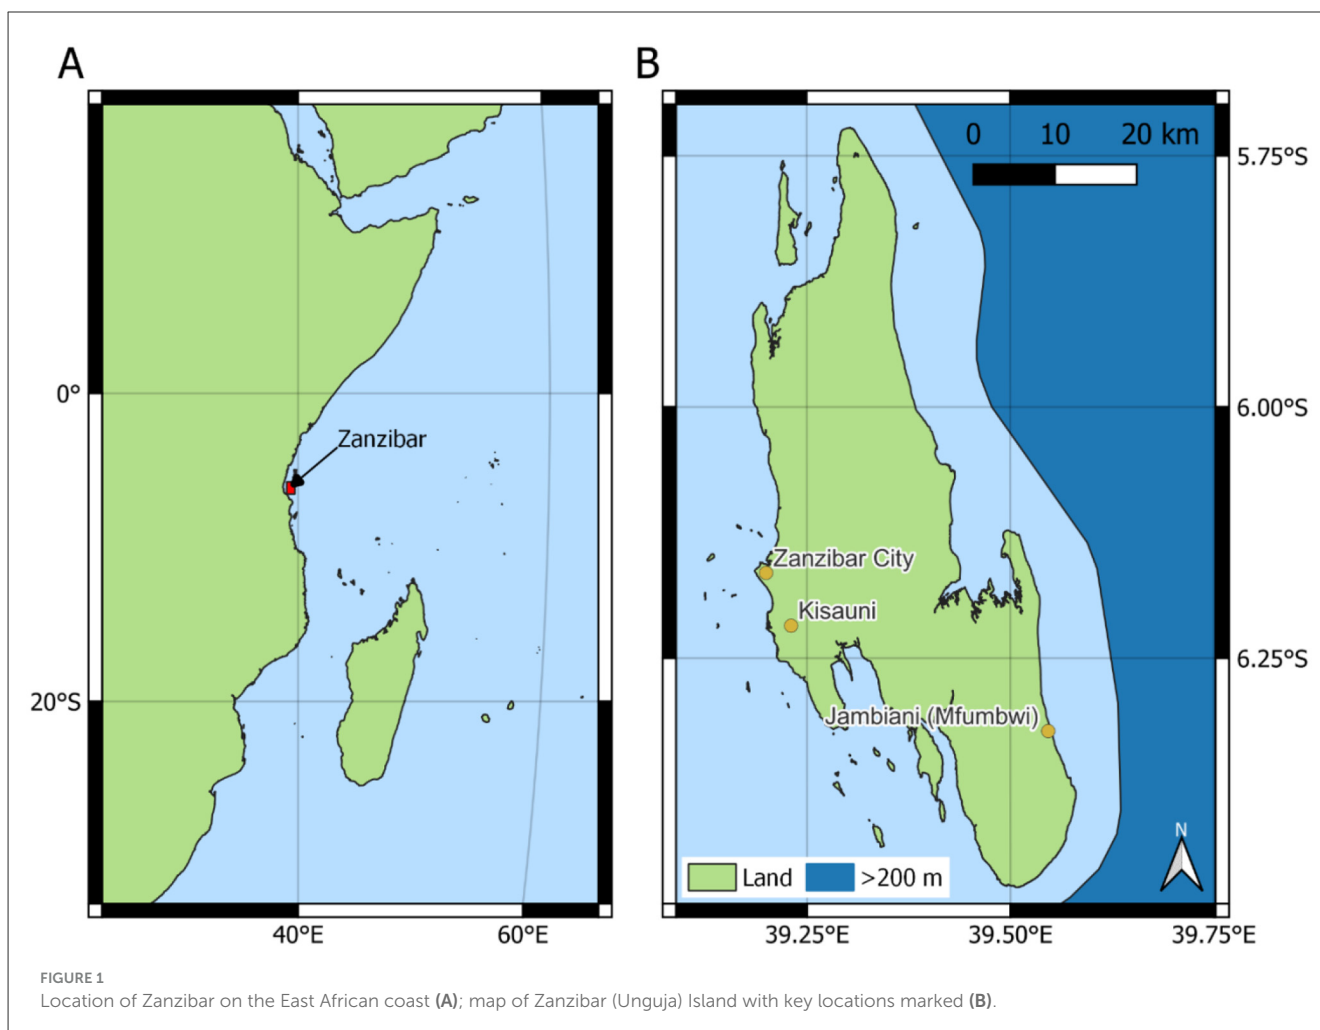 A
B
0 10 20 km
5.75°S
0°
Zanzibar
6.00°S
Zanzibar City
Kisauni
6.25°S
20°S
Jambiani (Mfumbwi)
N
Land >200 m
40°E 60°E
39.25°E 39.50°E 39.75°E
FIGURE 1
Location of Zanzibar on the East African coast (A); map of Zanzibar (Unguja) Island with key locations marked (B).